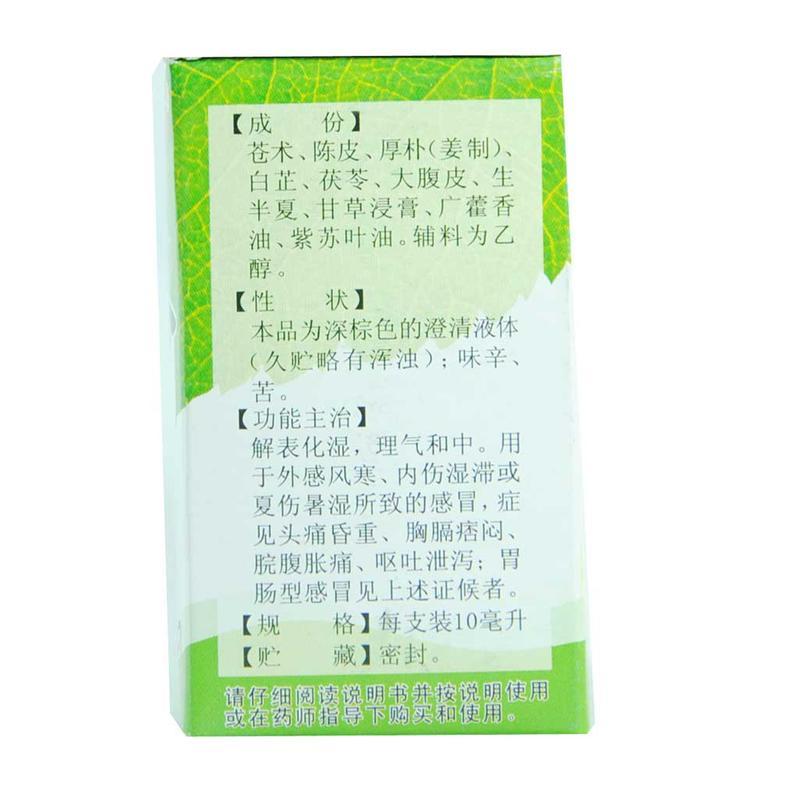 【成 份】
苍术、陈皮、厚朴(姜制)、
白芷、茯苓、大腹皮、生
半夏、甘草浸膏、广藿香
油、紫苏叶油。辅料为乙
醇。
【性 状】
本品为深棕色的澄清液体
(久贮略有浑浊);味辛、
苦。
【功能主治】
解表化湿,理气和中。用
于外感风寒、内伤湿滞或
夏伤暑湿所致的感冒,症
见头痛昏重、胸膈痞闷、
脘腹胀痛、呕吐泄泻;胃
肠型感冒见上述证候者。
【规 格】每支装10毫升
【贮 藏】密封。
请仔细阅读说明书并按说明使用
或在药师指导下购买和使用。